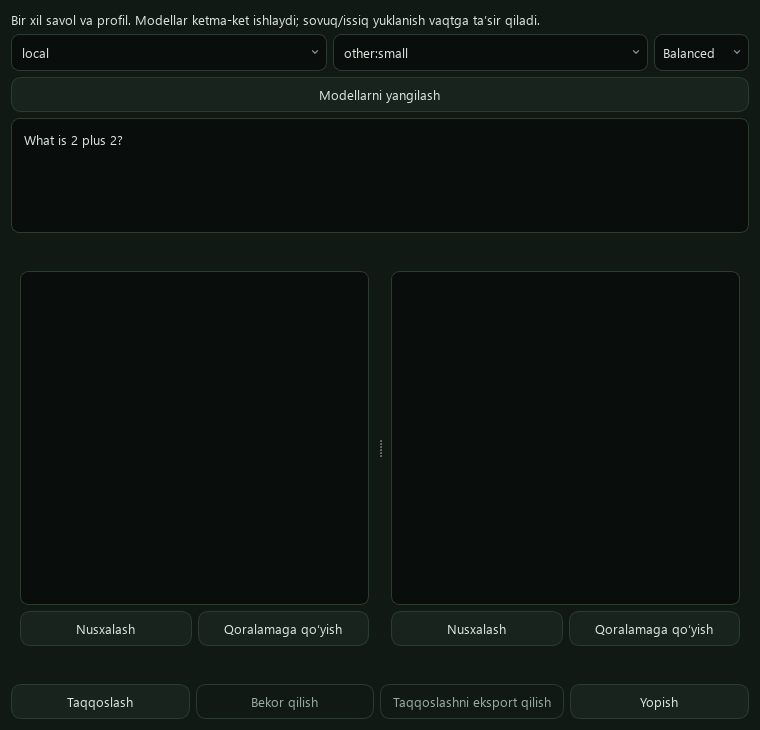 Bir xil savol va profil. Modellar ketma-ket ishlaydi; sovuq/issiq yuklanish vaqtga ta’sir qiladi.
local other:small Balanced
Modellarni yangilash
What is 2 plus 2?
Nusxalash Qoralamaga qo‘yish Nusxalash Qoralamaga qo‘yish
Taqqoslash Bekor qilish Taqqoslashni eksport qilish Yopish